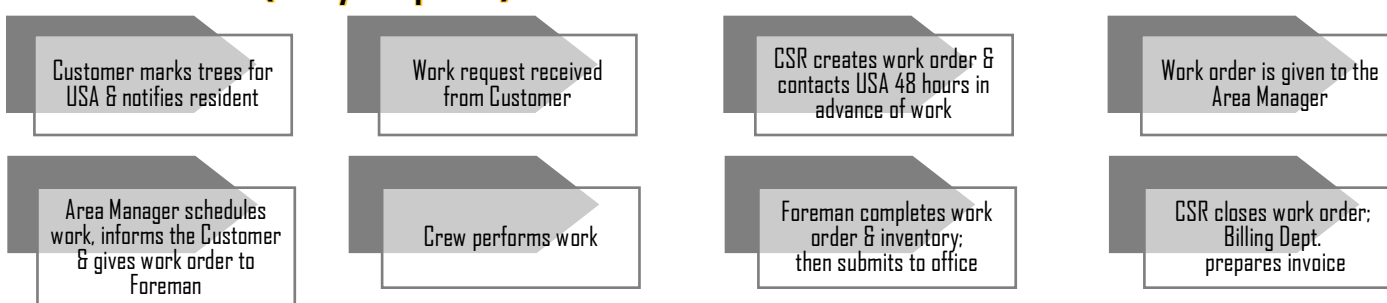 Customer marks trees for
USA & notifies resident
Work request received
from Customer
CSR creates work order &
contacts USA 48 hours in
advance of work
Work order is given to the
Area Manager
Area Manager schedules
work, informs the Customer
& gives work order to
Foreman
Crew performs work
Foreman completes work
order & inventory;
then submits to office
CSR closes work order;
Billing Dept.
prepares invoice